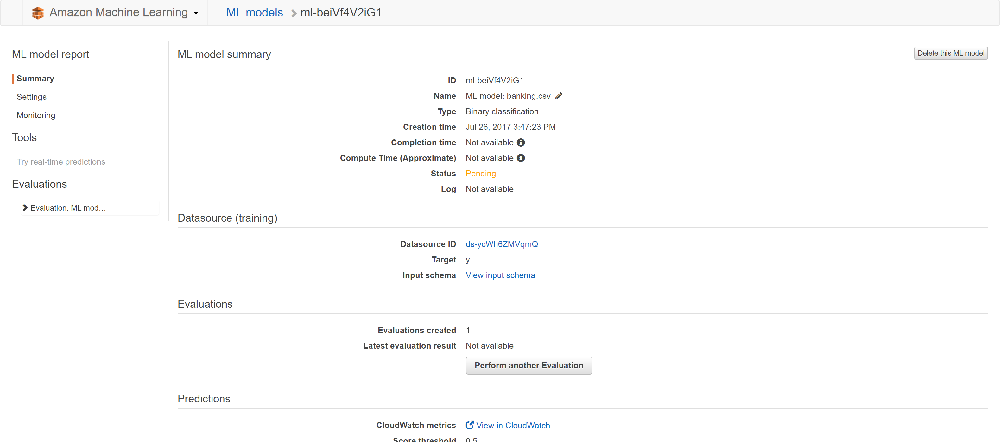 Amazon Machine Learning
ML models
ml-beiVf4V2iG1
ML model report
Summary
Settings
Monitoring
Tools
Try real-time predictions
Evaluations
Evaluation: ML mod…
ML model summary
Delete this ML model
ID ml-beiVf4V2iG1
Name ML model: banking.csv
Type Binary classification
Creation time Jul 26, 2017 3:47:23 PM
Completion time Not available
Compute Time (Approximate) Not available
Status Pending
Log Not available
Datasource (training)
Datasource ID ds-ycWh6ZMVqmQ
Target y
Input schema View input schema
Evaluations
Evaluations created 1
Latest evaluation result Not available
Perform another Evaluation
Predictions
CloudWatch metrics View in CloudWatch
Score threshold 0.5